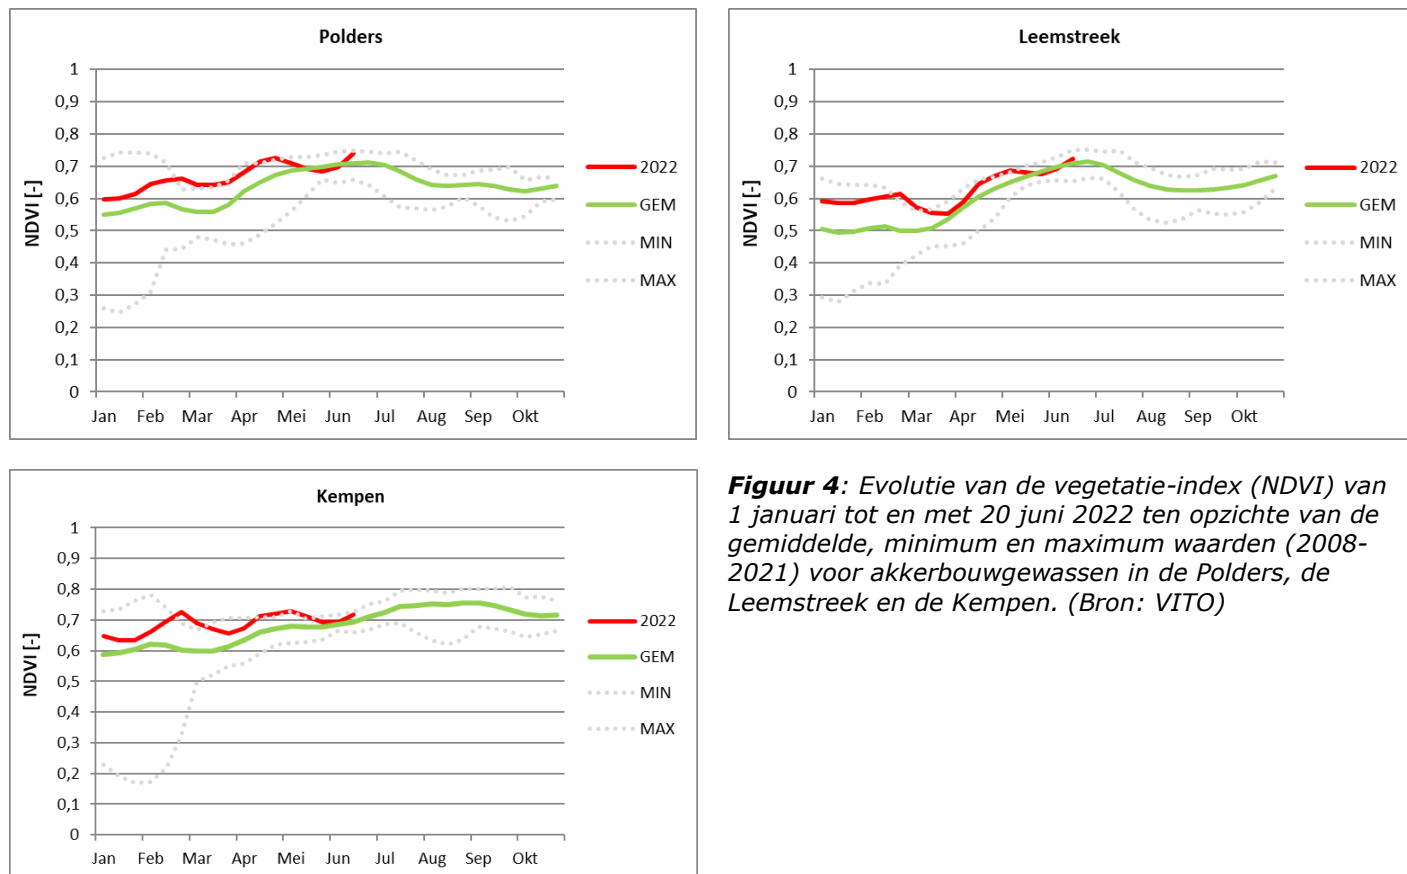 Polders
NDVI [-]
1
0,9
0,8
0,7
0,6
0,5
0,4
0,3
0,2
0,1
0
Jan Feb Mar Apr Mei Jun Jul Aug Sep Okt
2022
GEM
MIN
MAX
Leemstreek
NDVI [-]
1
0,9
0,8
0,7
0,6
0,5
0,4
0,3
0,2
0,1
0
Jan Feb Mar Apr Mei Jun Jul Aug Sep Okt
2022
GEM
MIN
MAX
Kempen
NDVI [-]
1
0,9
0,8
0,7
0,6
0,5
0,4
0,3
0,2
0,1
0
Jan Feb Mar Apr Mei Jun Jul Aug Sep Okt
2022
GEM
MIN
MAX
Figuur 4: Evolutie van de vegetatie-index (NDVI) van
1 januari tot en met 20 juni 2022 ten opzichte van de
gemiddelde, minimum en maximum waarden (2008-
2021) voor akkerbouwgewassen in de Polders, de
Leemstreek en de Kempen. (Bron: VITO)